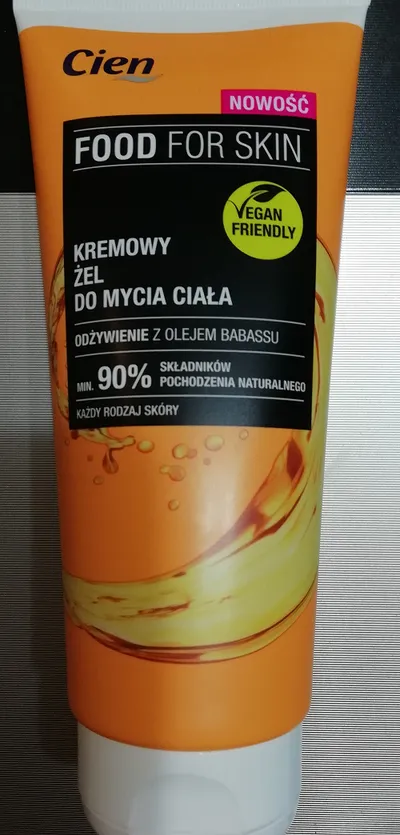 Cien
NOWOŚĆ
FOOD FOR SKIN
VEGAN
FRIENDLY
KREMOWY
ŻEL
DO MYCIA CIAŁA
ODŻYWIENIE Z OLEJEM BABASSU
MIN. 90% SKŁADNIKÓW
POCHODZENIA NATURALNEGO
KAŻDY RODZAJ SKÓRY